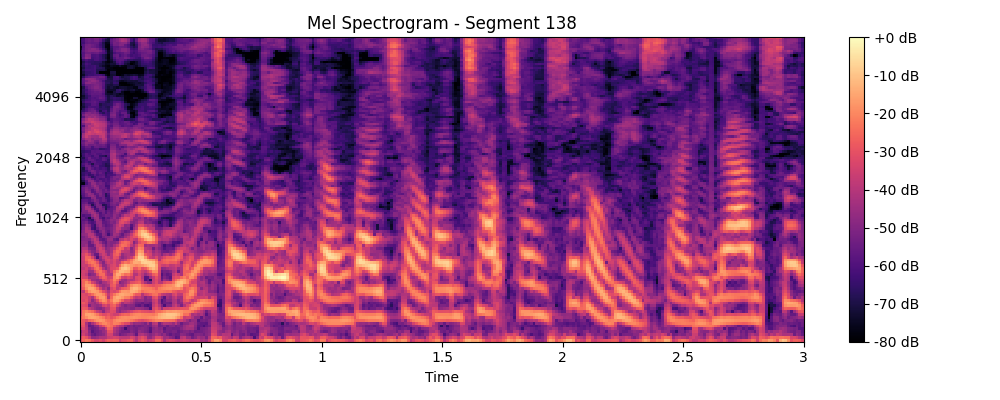 Mel Spectrogram - Segment 138
Frequency
4096
2048
1024
512
0
0
0.5
1
1.5
2
2.5
3
Time
+0 dB
-10 dB
-20 dB
-30 dB
-40 dB
-50 dB
-60 dB
-70 dB
-80 dB